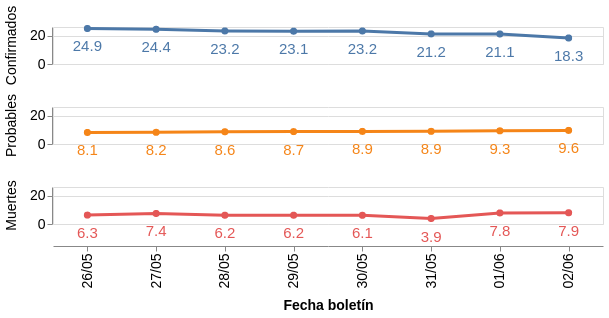 Confirmados
20
0
24.9 24.4 23.2 23.1 23.2 21.2 21.1 18.3
Probables
20
0
8.1 8.2 8.6 8.7 8.9 8.9 9.3 9.6
Muertes
20
0
6.3 7.4 6.2 6.2 6.1 3.9 7.8 7.9
26/05 27/05 28/05 29/05 30/05 31/05 01/06 02/06
Fecha boletín